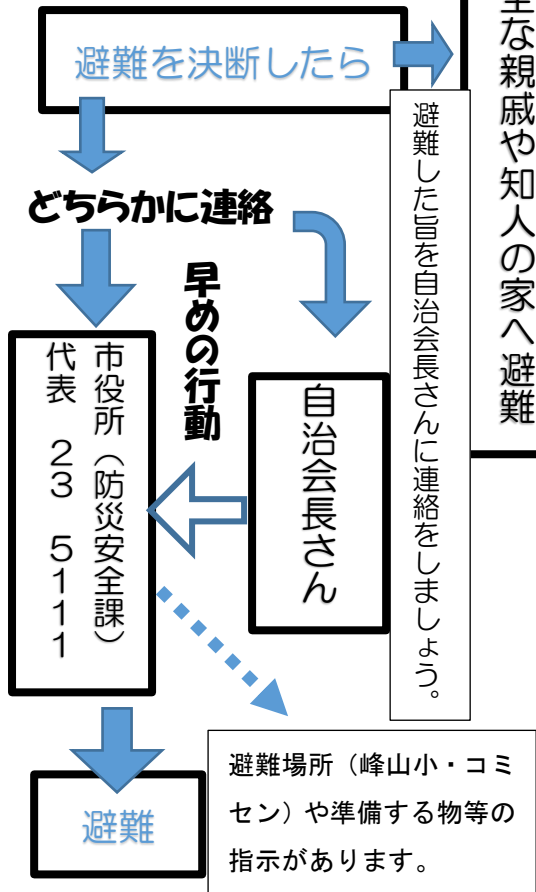 避難を決断したら
な親戚や知人の家へ避難
避難した旨を自治会長さんに連絡をしましょう。
どちらかに連絡
早めの行動
市役所（防災安全課）
代表　２３　５１１１
自治会長さん
避難
避難場所（峰山小・コミ
セン）や準備する物等の
指示があります。